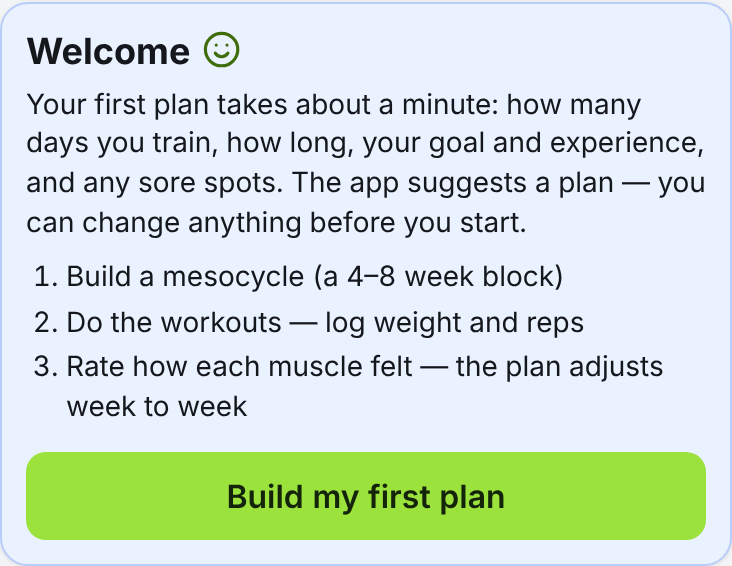 Welcome
Your first plan takes about a minute: how many
days you train, how long, your goal and experience,
and any sore spots. The app suggests a plan — you
can change anything before you start.
1. Build a mesocycle (a 4–8 week block)
2. Do the workouts — log weight and reps
3. Rate how each muscle felt — the plan adjusts
week to week
Build my first plan